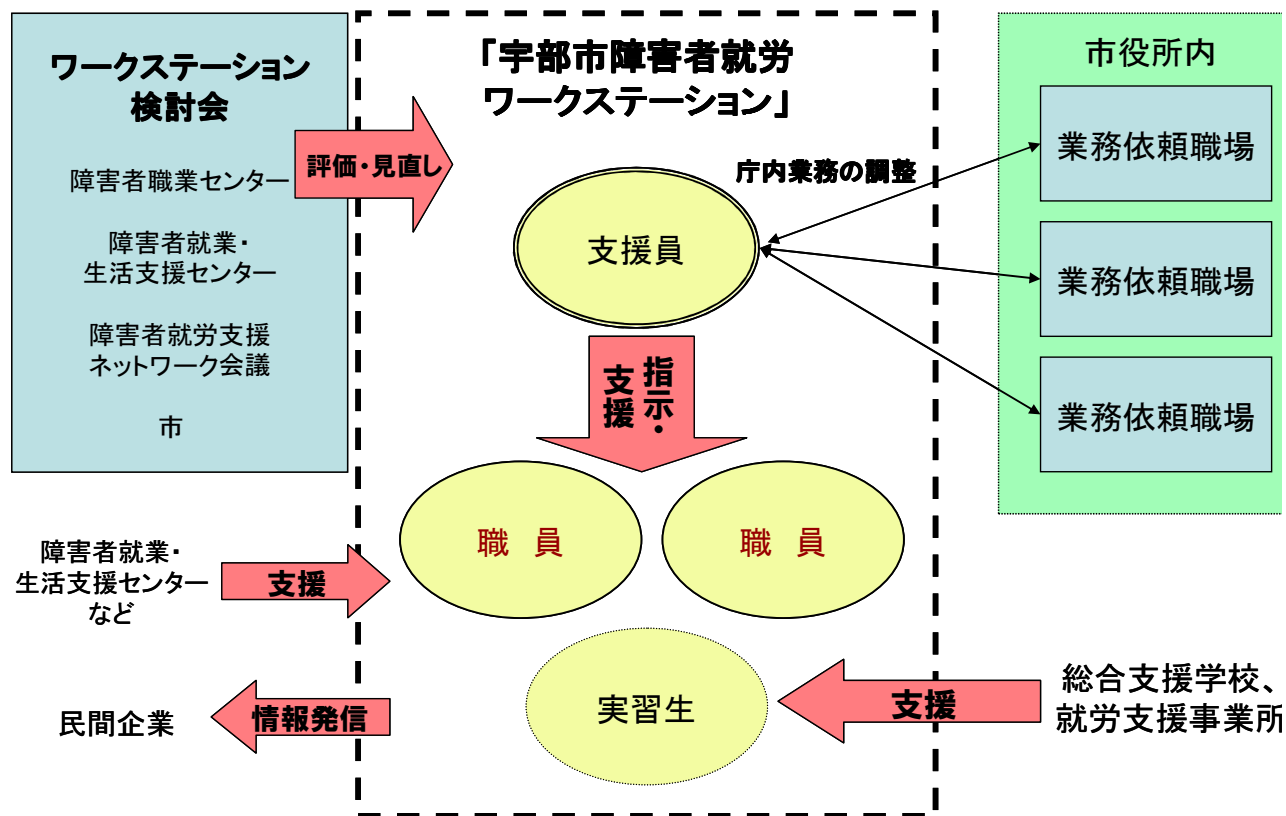 ワークステーション
検討会
障害者職業センター
障害者就業・
生活支援センター
障害者就労支援
ネットワーク会議
市
評価・見直し
「宇部市障害者就労
ワークステーション」
支援員
庁内業務の調整
市役所内
業務依頼職場
業務依頼職場
業務依頼職場
指示・
支援
職　員
職　員
障害者就業・
生活支援センター
など
支援
実習生
民間企業
情報発信
支援
総合支援学校、
就労支援事業所